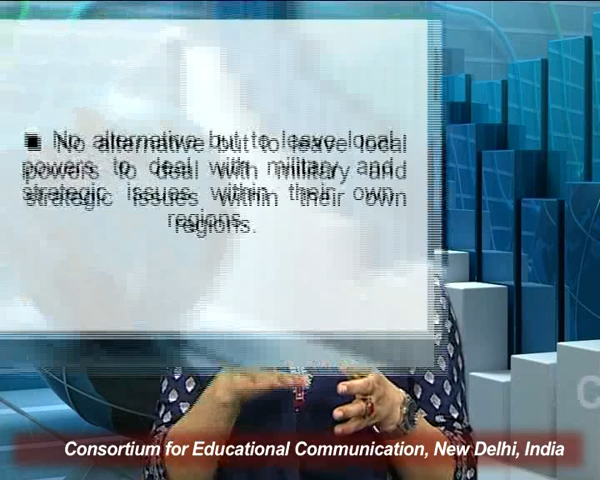 ■ No alternative but to leave local
powers to deal with military and
strategic issues within their own
regions.
Consortium for Educational Communication, New Delhi, India